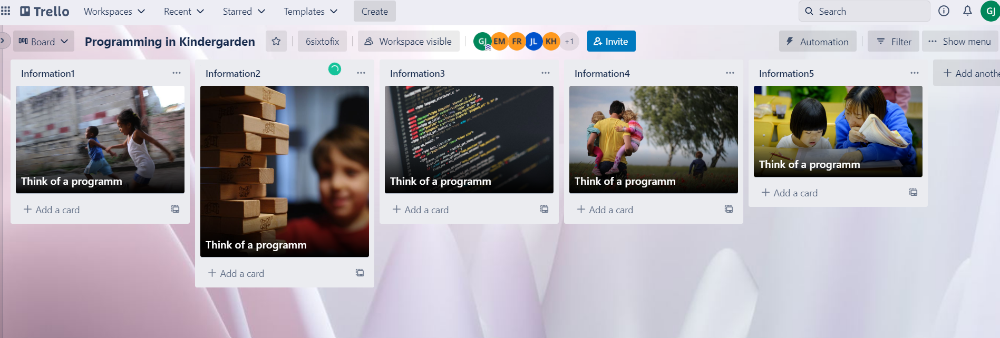 Trello Workspaces Recent Starred Templates Create Search GJ
Board Programming in Kindergarden 6sixtofix Workspace visible GJ EM FR JL KH +1 Invite Automation Filter Show menu
Information1
Think of a programm
Add a card
Information2
Think of a programm
Add a card
Information3
Think of a programm
Add a card
Information4
Think of a programm
Add a card
Information5
Think of a programm
Add a card
Add anothe